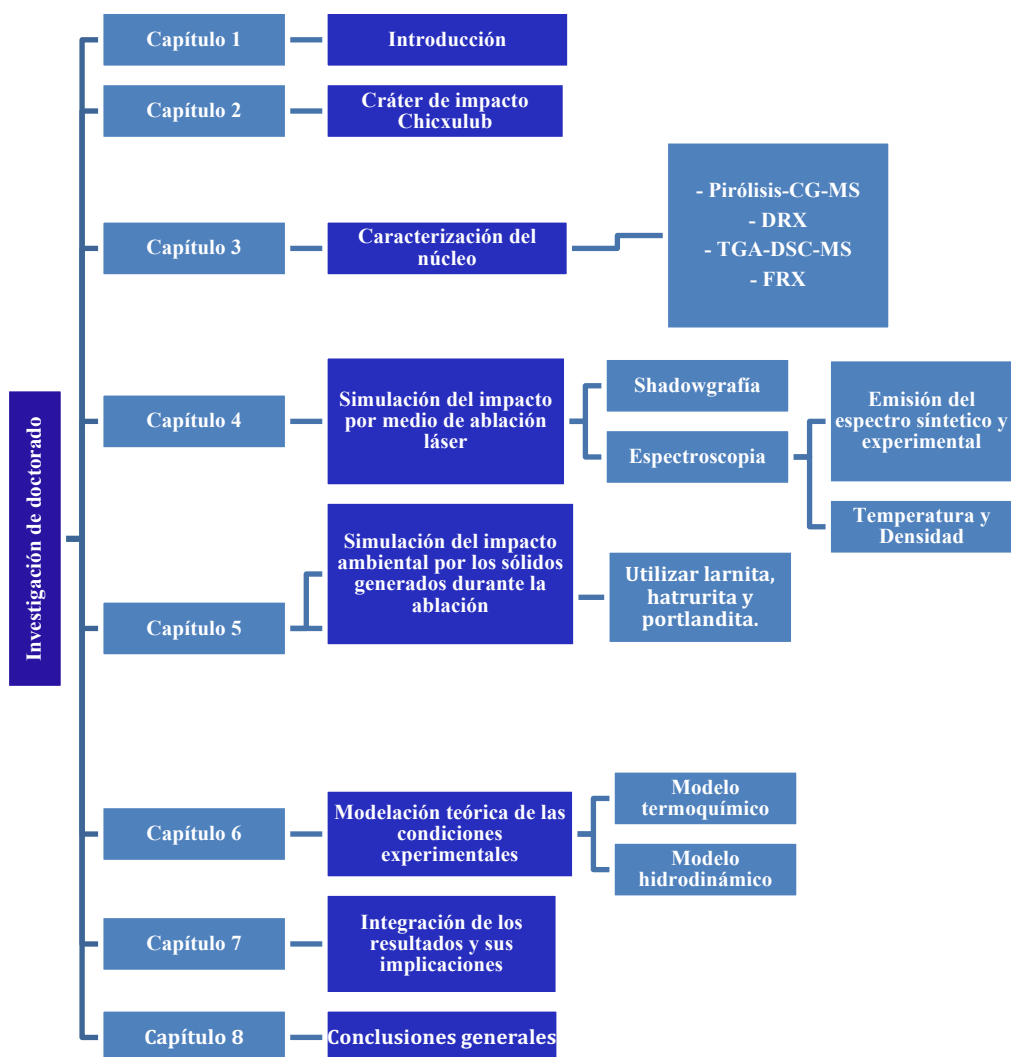 Investigación de doctorado
Capítulo 1
Introducción
Capítulo 2
Cráter de impacto
Chicxulub
Capítulo 3
Caracterización del
núcleo
- Pirólisis-CG-MS
- DRX
- TGA-DSC-MS
- FRX
Capítulo 4
Simulación del impacto
por medio de ablación
láser
Shadowgrafía
Espectroscopia
Emisión del
espectro síntetico y
experimental
Temperatura y
Densidad
Capítulo 5
Simulación del impacto
ambiental por los sólidos
generados durante la
ablación
Utilizar larnita,
hatrurita y
portlandita.
Capítulo 6
Modelación teórica de las
condiciones
experimentales
Modelo
termoquímico
Modelo
hidrodinámico
Capítulo 7
Integración de los
resultados y sus
implicaciones
Capítulo 8
Conclusiones generales